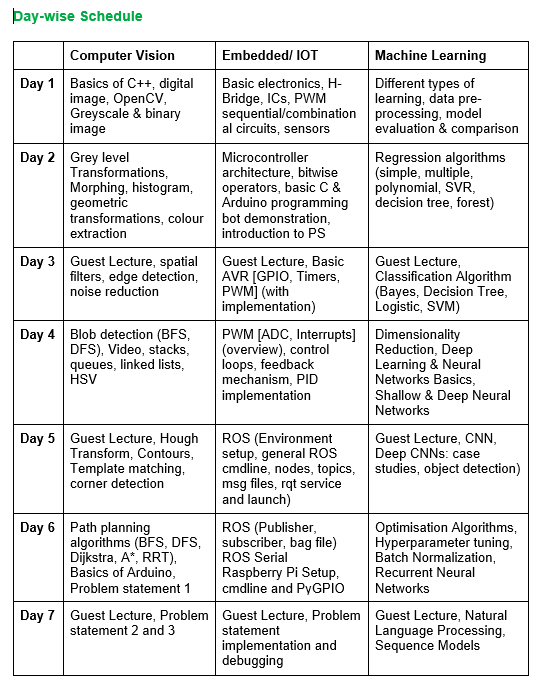 Day-wise Schedule
Computer Vision
Embedded/ IOT
Machine Learning
Day 1
Basics of C++, digital
image, OpenCV,
Greyscale & binary
image
Basic electronics, H-
Bridge, ICs, PWM
sequential/combination
al circuits, sensors
Different types of
learning, data pre-
processing, model
evaluation & comparison
Day 2
Grey level
Transformations,
Morphing, histogram,
geometric
transformations, colour
extraction
Microcontroller
architecture, bitwise
operators, basic C &
Arduino programming
bot demonstration,
introduction to PS
Regression algorithms
(simple, multiple,
polynomial, SVR,
decision tree, forest)
Day 3
Guest Lecture, spatial
filters, edge detection,
noise reduction
Guest Lecture, Basic
AVR [GPIO, Timers,
PWM] (with
implementation)
Guest Lecture,
Classification Algorithm
(Bayes, Decision Tree,
Logistic, SVM)
Day 4
Blob detection (BFS,
DFS), Video, stacks,
queues, linked lists,
HSV
PWM [ADC, Interrupts]
(overview), control
loops, feedback
mechanism, PID
implementation
Dimensionality
Reduction, Deep
Learning & Neural
Networks Basics,
Shallow & Deep Neural
Networks
Day 5
Guest Lecture, Hough
Transform, Contours,
Template matching,
corner detection
ROS (Environment
setup, general ROS
cmdline, nodes, topics,
msg files, rqt service
and launch)
Guest Lecture, CNN,
Deep CNNs: case
studies, object detection)
Day 6
Path planning
algorithms (BFS, DFS,
Dijkstra, A*, RRT),
Basics of Arduino,
Problem statement 1
ROS (Publisher,
subscriber, bag file)
ROS Serial
Raspberry Pi Setup,
cmdline and PyGPIO
Optimisation Algorithms,
Hyperparameter tuning,
Batch Normalization,
Recurrent Neural
Networks
Day 7
Guest Lecture, Problem
statement 2 and 3
Guest Lecture, Problem
statement
implementation and
debugging
Guest Lecture, Natural
Language Processing,
Sequence Models